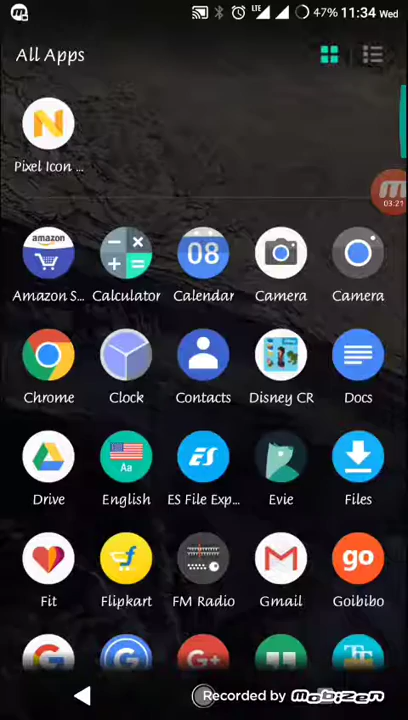 LTE 47% 11:34 Wed
All Apps
N
Pixel Icon ...
03:21
amazon
08
Amazon S... Calculator Calendar Camera Camera
Chrome Clock Contacts Disney CR Docs
Aa
ES
Drive English ES File Exp... Evie Files
go
Fit Flipkart FM Radio Gmail Goibibo
G G G+
Recorded by MOBIZEN